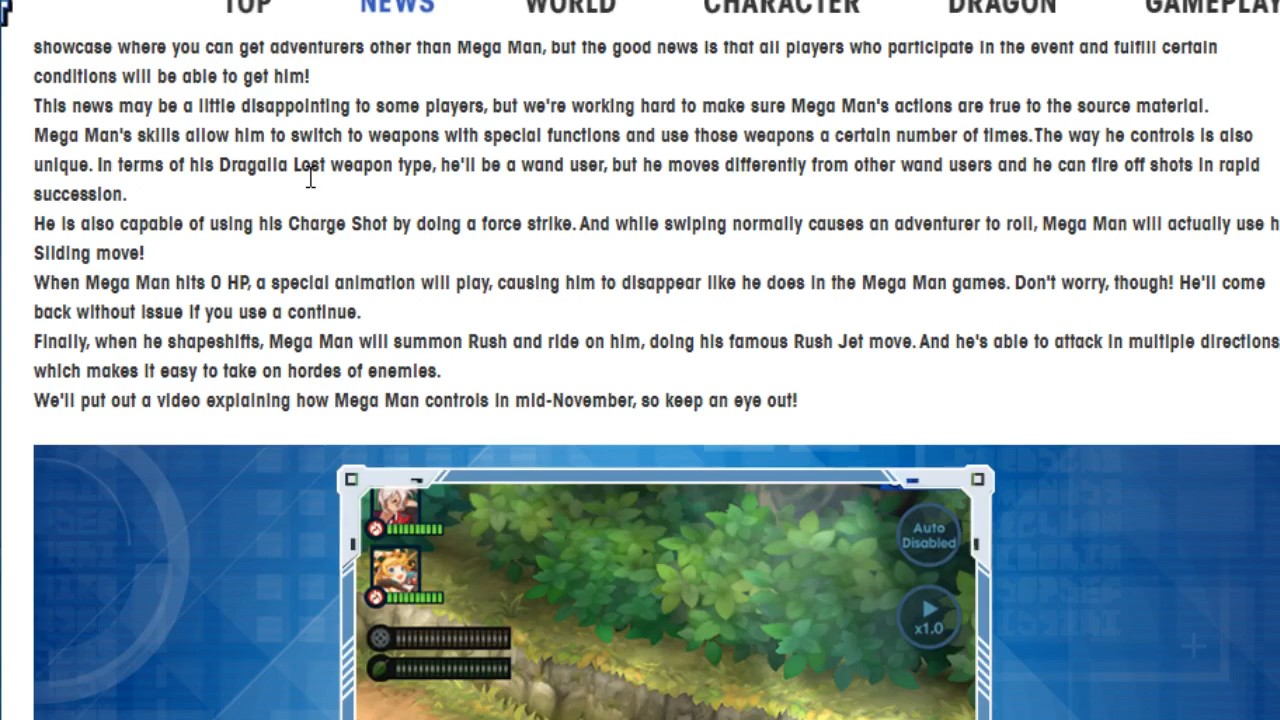 TOP NEWS WORLD CHARACTER DRAGON GAMEPLAY
showcase where you can get adventurers other than Mega Man, but the good news is that all players who participate in the event and fulfill certain
conditions will be able to get him!
This news may be a little disappointing to some players, but we're working hard to make sure Mega Man's actions are true to the source material.
Mega Man's skills allow him to switch to weapons with special functions and use those weapons a certain number of times.The way he controls is also
unique. In terms of his Dragalia Lost weapon type, he'll be a wand user, but he moves differently from other wand users and he can fire off shots in rapid
succession.
He is also capable of using his Charge Shot by doing a force strike. And while swiping normally causes an adventurer to roll, Mega Man will actually use h
Sliding move!
When Mega Man hits 0 HP, a special animation will play, causing him to disappear like he does in the Mega Man games. Don't worry, though! He'll come
back without issue if you use a continue.
Finally, when he shapeshifts, Mega Man will summon Rush and ride on him, doing his famous Rush Jet move. And he's able to attack in multiple directions
which makes it easy to take on hordes of enemies.
We'll put out a video explaining how Mega Man controls in mid-November, so keep an eye out!
Auto
Disabled
x1.0